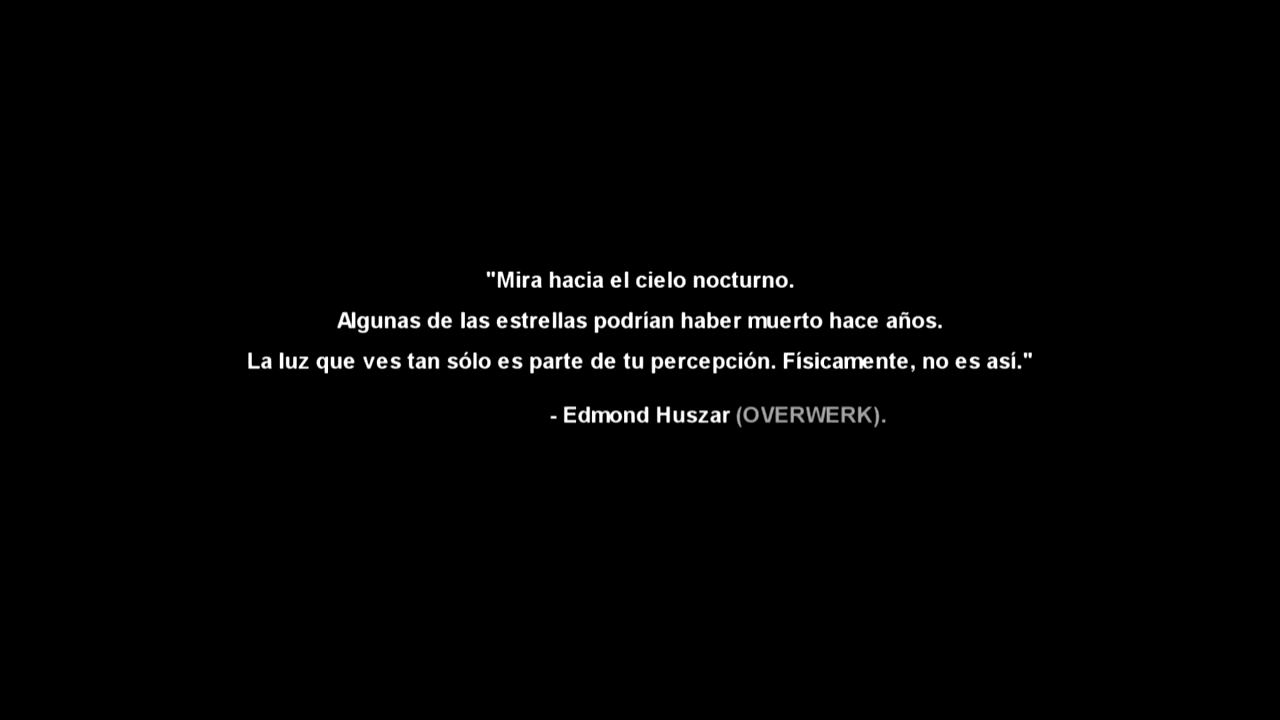 "Mira hacia el cielo nocturno.
Algunas de las estrellas podrían haber muerto hace años.
La luz que ves tan sólo es parte de tu percepción. Físicamente, no es así."
- Edmond Huszar (OVERWERK).